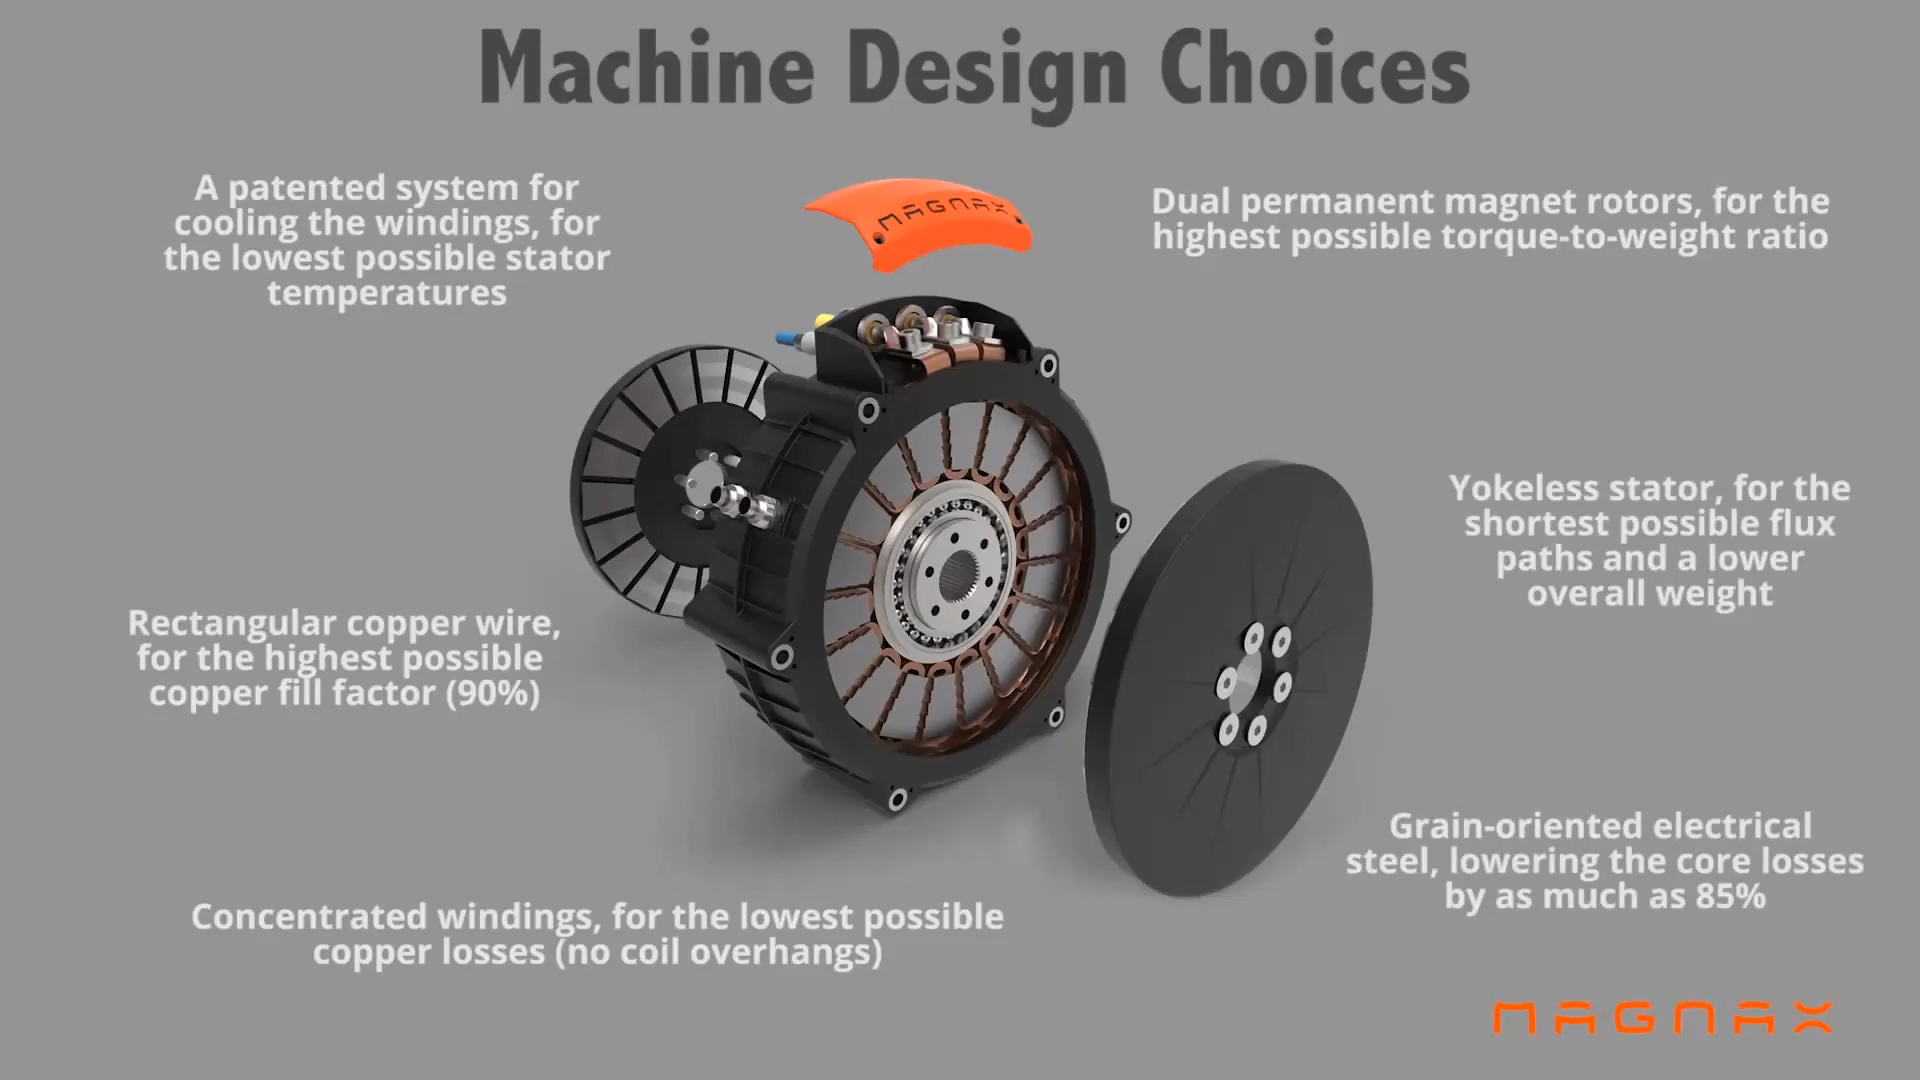 Machine Design Choices
A patented system for
cooling the windings, for
the lowest possible stator
temperatures
MAGNAX
Dual permanent magnet rotors, for the
highest possible torque-to-weight ratio
Yokeless stator, for the
shortest possible flux
paths and a lower
overall weight
Rectangular copper wire,
for the highest possible
copper fill factor (90%)
Grain-oriented electrical
steel, lowering the core losses
by as much as 85%
Concentrated windings, for the lowest possible
copper losses (no coil overhangs)
MAGNAX